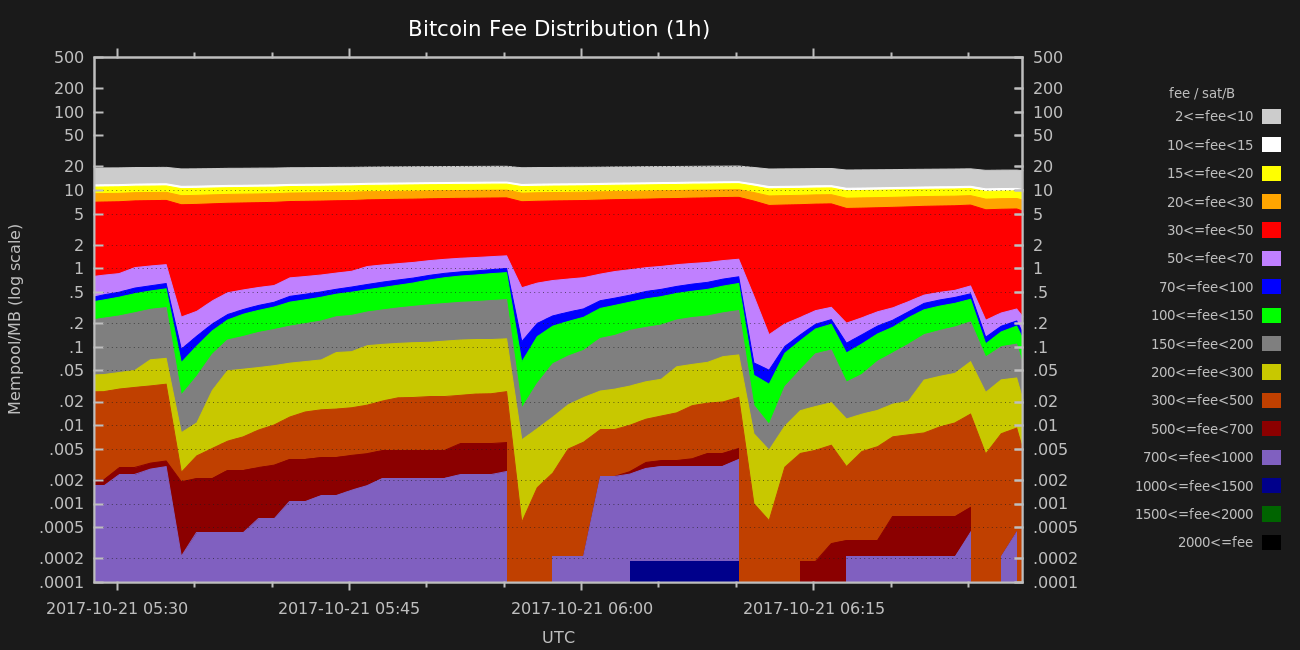 Bitcoin Fee Distribution (1h)
Mempool/MB (log scale)
500
200
100
50
20
10
5
2
1
.5
.2
.1
.05
.02
.01
.005
.002
.001
.0005
.0002
.0001
500
200
100
50
20
10
5
2
1
.5
.2
.1
.05
.02
.01
.005
.002
.001
.0005
.0002
.0001
2017-10-21 05:30 2017-10-21 05:45 2017-10-21 06:00 2017-10-21 06:15
UTC
fee / sat/B
2<=fee<10
10<=fee<15
15<=fee<20
20<=fee<30
30<=fee<50
50<=fee<70
70<=fee<100
100<=fee<150
150<=fee<200
200<=fee<300
300<=fee<500
500<=fee<700
700<=fee<1000
1000<=fee<1500
1500<=fee<2000
2000<=fee